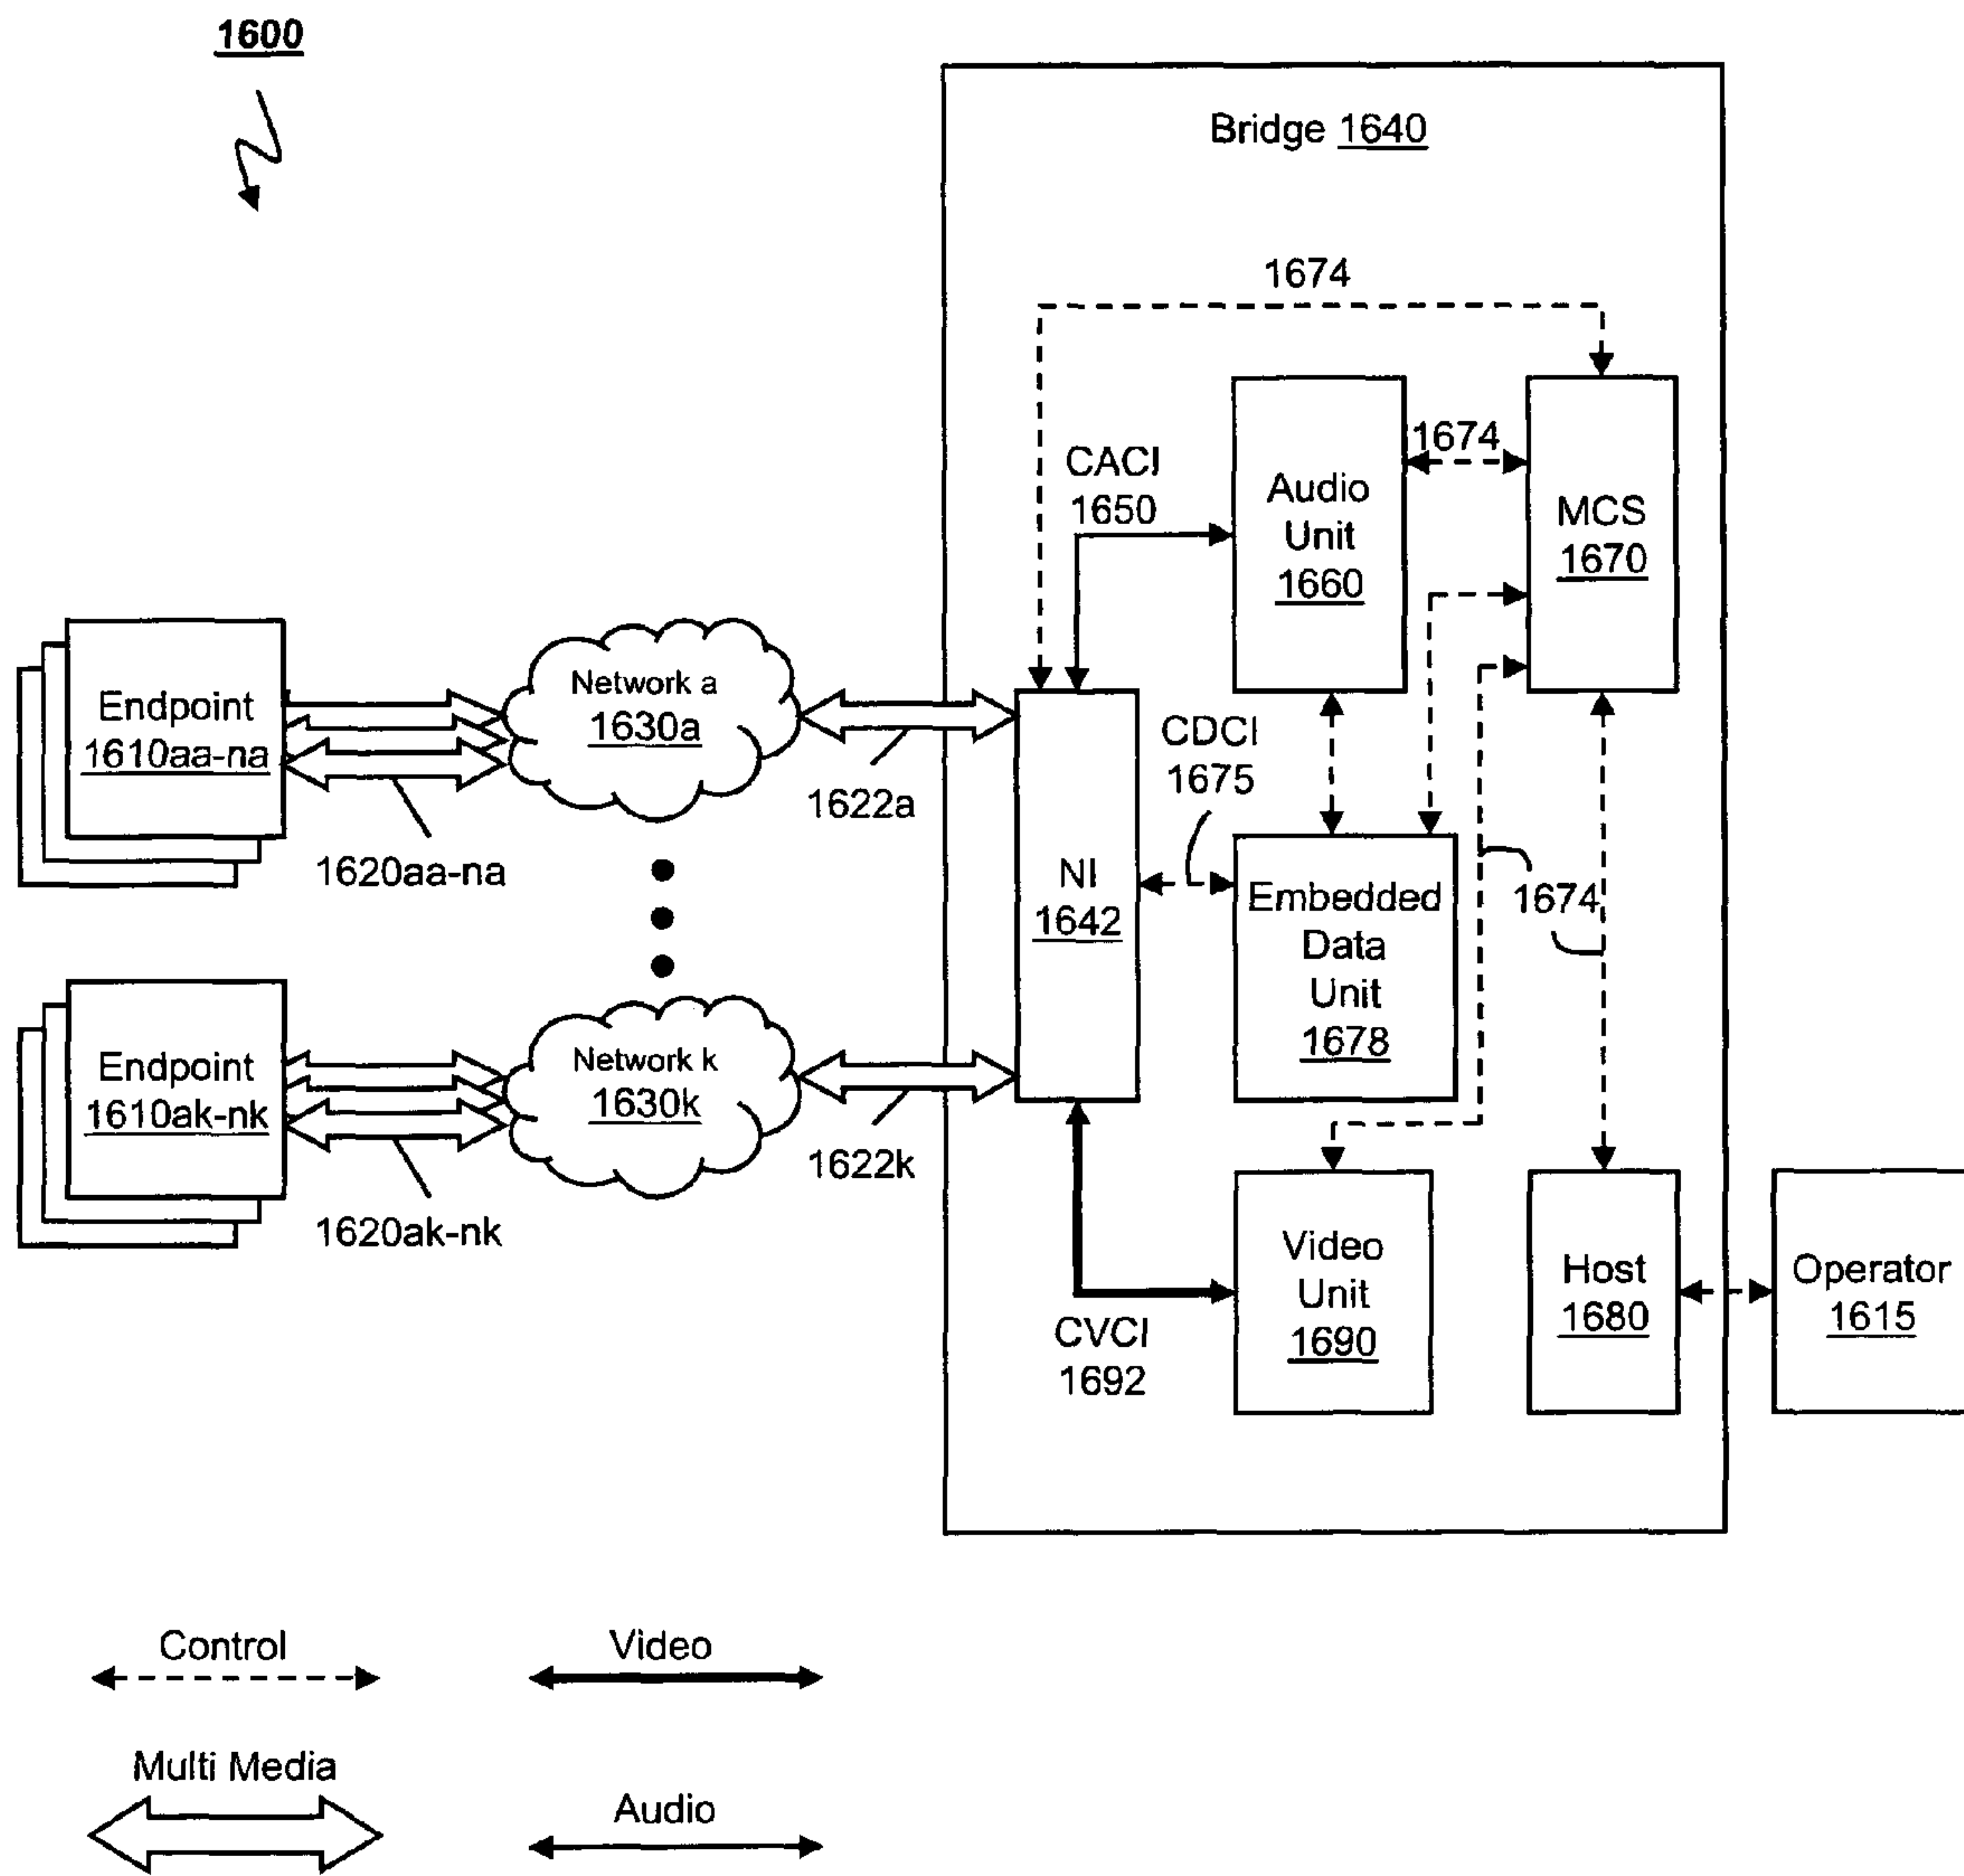 1600
Bridge 1640
1674
CACI
1650
Audio
Unit
1660
1674
MCS
1670
Endpoint
1610aa-na
1620aa-na
Network a
1630a
1622a
NI
1642
CDCI
1675
Embedded
Data
Unit
1678
1674
Endpoint
1610ak-nk
1620ak-nk
Network k
1630k
1622k
CVCI
1692
Video
Unit
1690
Host
1680
Operator
1615
Control
Video
Multi Media
Audio